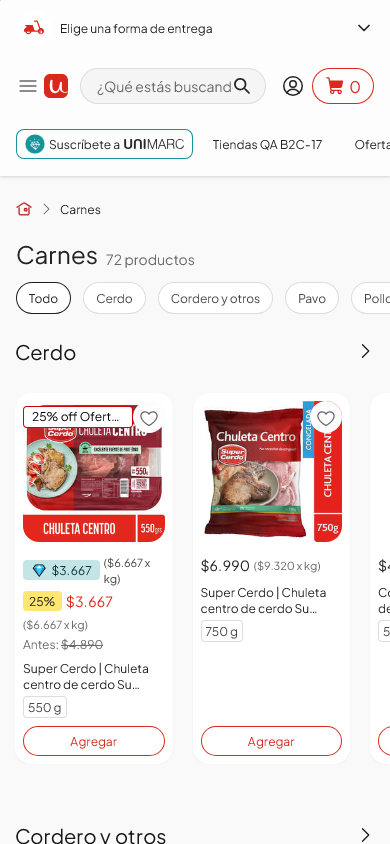 Elige una forma de entrega
¿Qué estás buscand
0
Suscríbete a UNIMARC
Tiendas QA B2C-17
Oferta
Carnes
Carnes 72 productos
Todo
Cerdo
Cordero y otros
Pavo
Pollo
Cerdo
25% off Ofert...
CHULETA CENTRO
Super Cerdo
550g
CHULETA CENTRO
550grs
$3.667
($6.667 x kg)
25% $3.667
($6.667 x kg)
Antes: $4.890
Super Cerdo | Chuleta
centro de cerdo Su...
550 g
Agregar
CONGELADA
Chuleta Centro
Super Cerdo
CHULETA CENTRO
750g
$6.990 ($9.320 x kg)
Super Cerdo | Chuleta
centro de cerdo Su...
750 g
Agregar
Cordero y otros